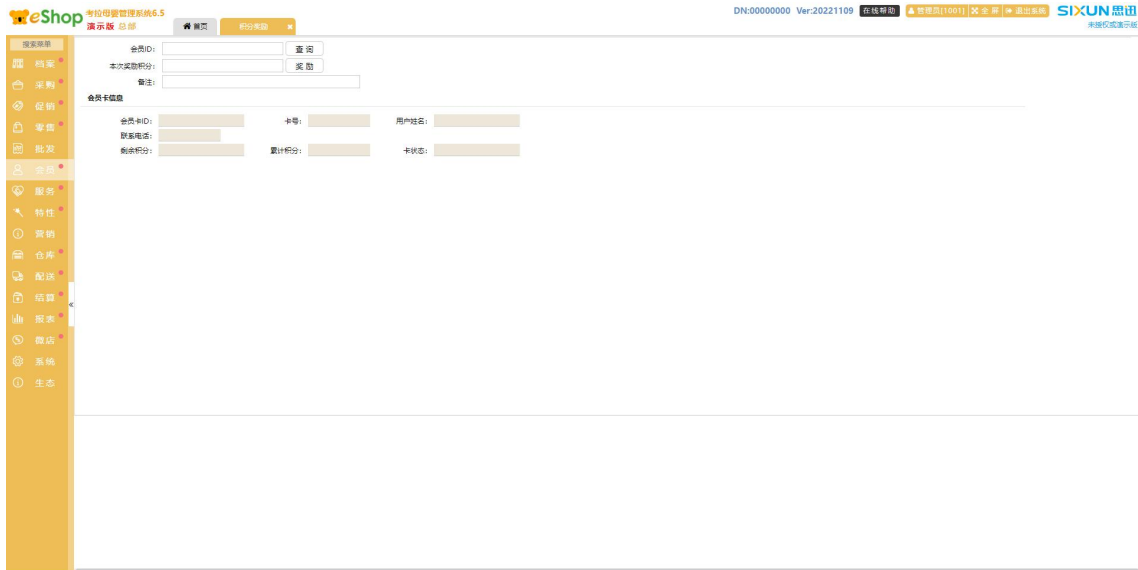 eShop 考拉母婴管理系统6.5
演示版 总部
首页
积分奖励
DN:00000000 Ver:20221109 在线帮助 管理员[1001] 全 屏 退出系统
SIXUN思迅
未授权或演示版
搜索菜单
档案
采购
促销
零售
批发
会员
服务
特性
营销
仓库
配送
结算
报表
微店
系统
生态
会员ID:
查 询
本次奖励积分:
奖 励
备注:
会员卡信息
会员卡ID: 卡号: 用户姓名:
联系电话:
剩余积分: 累计积分: 卡状态: